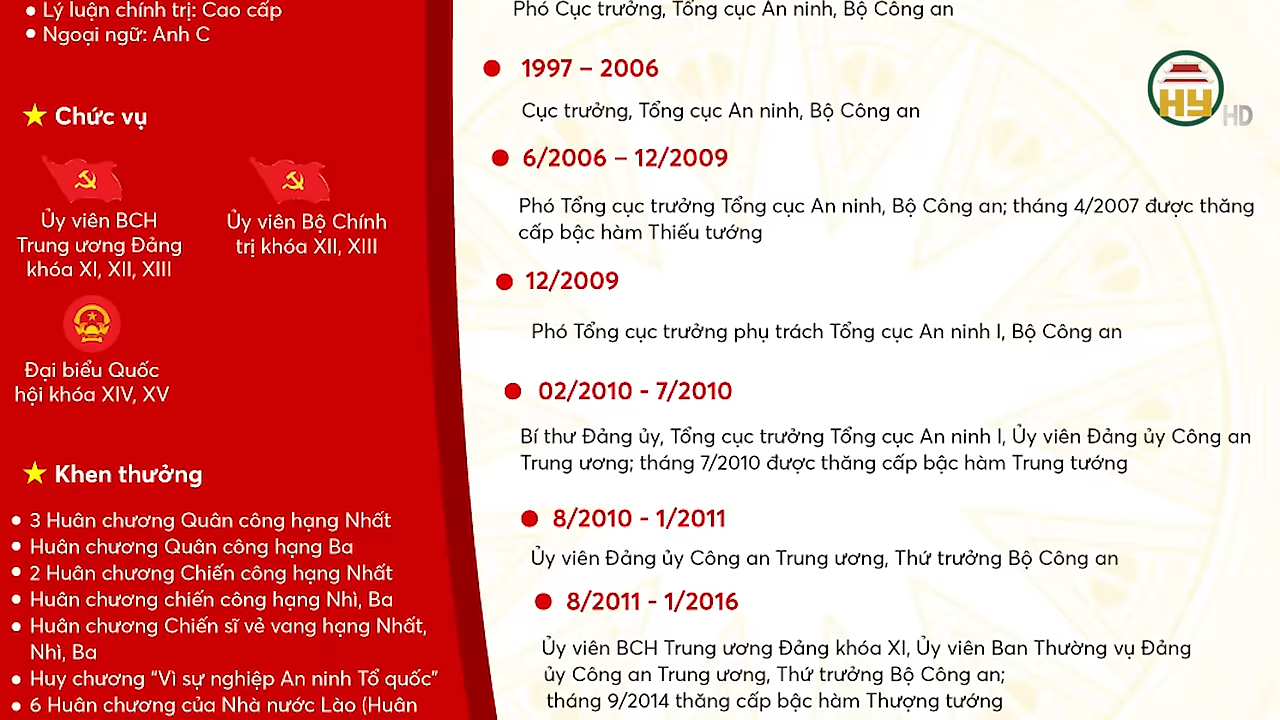 Lý luận chính trị: Cao cấp
Ngoại ngữ: Anh C
Chức vụ
Ủy viên BCH
Trung ương Đảng
khóa XI, XII, XIII
Ủy viên Bộ Chính
trị khóa XII, XIII
Đại biểu Quốc
hội khóa XIV, XV
Khen thưởng
3 Huân chương Quân công hạng Nhất
Huân chương Quân công hạng Ba
2 Huân chương Chiến công hạng Nhất
Huân chương chiến công hạng Nhì, Ba
Huân chương Chiến sĩ vẻ vang hạng Nhất,
Nhì, Ba
Huy chương "Vì sự nghiệp An ninh Tổ quốc"
6 Huân chương của Nhà nước Lào (Huân
Phó Cục trưởng, Tổng cục An ninh, Bộ Công an
1997 – 2006
Cục trưởng, Tổng cục An ninh, Bộ Công an
6/2006 – 12/2009
Phó Tổng cục trưởng Tổng cục An ninh, Bộ Công an; tháng 4/2007 được thăng
cấp bậc hàm Thiếu tướng
12/2009
Phó Tổng cục trưởng phụ trách Tổng cục An ninh I, Bộ Công an
02/2010 - 7/2010
Bí thư Đảng ủy, Tổng cục trưởng Tổng cục An ninh I, Ủy viên Đảng ủy Công an
Trung ương; tháng 7/2010 được thăng cấp bậc hàm Trung tướng
8/2010 - 1/2011
Ủy viên Đảng ủy Công an Trung ương, Thứ trưởng Bộ Công an
8/2011 - 1/2016
Ủy viên BCH Trung ương Đảng khóa XI, Ủy viên Ban Thường vụ Đảng
ủy Công an Trung ương, Thứ trưởng Bộ Công an;
tháng 9/2014 thăng cấp bậc hàm Thượng tướng
HY HD